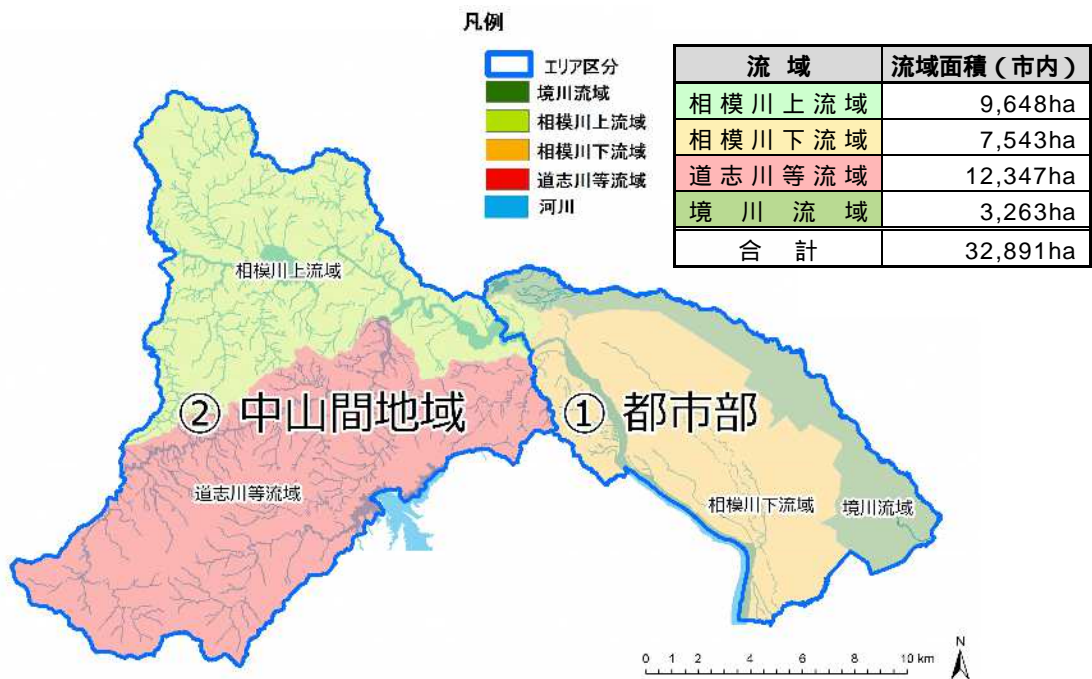 凡例
エリア区分
境川流域
相模川上流域
相模川下流域
道志川等流域
河川
流域 流域面積(市内)
相模川上流域 9,648ha
相模川下流域 7,543ha
道志川等流域 12,347ha
境川流域 3,263ha
合計 32,891ha
相模川上流域
② 中山間地域
① 都市部
道志川等流域
相模川下流域
境川流域
0 1 2 4 6 8 10 km
N